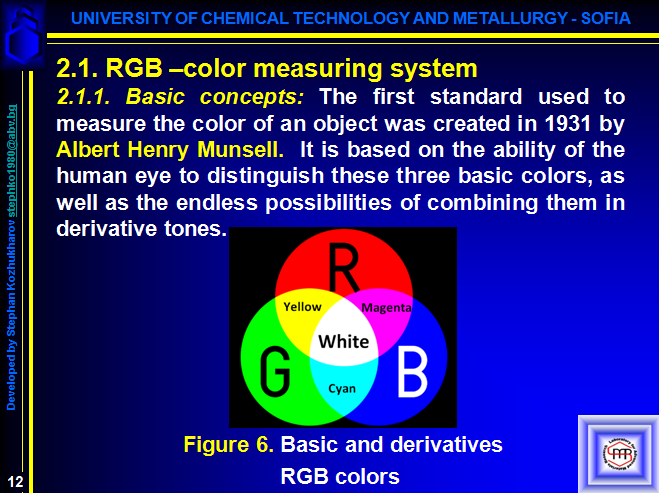 UNIVERSITY OF CHEMICAL TECHNOLOGY AND METALLURGY - SOFIA
2.1. RGB –color measuring system
2.1.1. Basic concepts: The first standard used to
measure the color of an object was created in 1931 by
Albert Henry Munsell. It is based on the ability of the
human eye to distinguish these three basic colors, as
well as the endless possibilities of combining them in
derivative tones.
R
Yellow
Magenta
White
G
B
Cyan
Figure 6. Basic and derivatives
RGB colors
Developed by Stephan Kozhukharov stephko1980@abv.bg
12